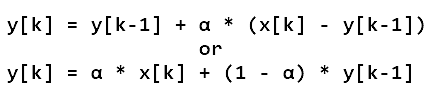 y[k] = y[k-1] + α * (x[k] - y[k-1])
or
y[k] = α * x[k] + (1 - α) * y[k-1]